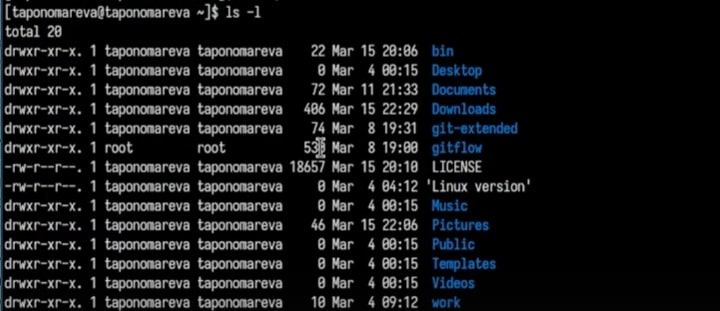 [taponomareva@taponomareva ~]$ ls -l
total 20
drwxr-xr-x. 1 taponomareva taponomareva    22 Mar 15 20:06  bin
drwxr-xr-x. 1 taponomareva taponomareva     0 Mar  4 00:15  Desktop
drwxr-xr-x. 1 taponomareva taponomareva    72 Mar 11 21:33  Documents
drwxr-xr-x. 1 taponomareva taponomareva   406 Mar 15 22:29  Downloads
drwxr-xr-x. 1 taponomareva taponomareva    74 Mar  8 19:31  git-extended
drwxr-xr-x. 1 root         root               Mar  8 19:00  gitflow
-rw-r--r--. 1 taponomareva taponomareva 18657 Mar 15 20:10  LICENSE
-rw-r--r--. 1 taponomareva taponomareva     0 Mar  4 04:12 'Linux version'
drwxr-xr-x. 1 taponomareva taponomareva     0 Mar  4 00:15  Music
drwxr-xr-x. 1 taponomareva taponomareva    46 Mar 15 22:06  Pictures
drwxr-xr-x. 1 taponomareva taponomareva     0 Mar  4 00:15  Public
drwxr-xr-x. 1 taponomareva taponomareva     0 Mar  4 00:15  Templates
drwxr-xr-x. 1 taponomareva taponomareva     0 Mar  4 00:15  Videos
drwxr-xr-x. 1 taponomareva taponomareva    10 Mar  4 09:12  work